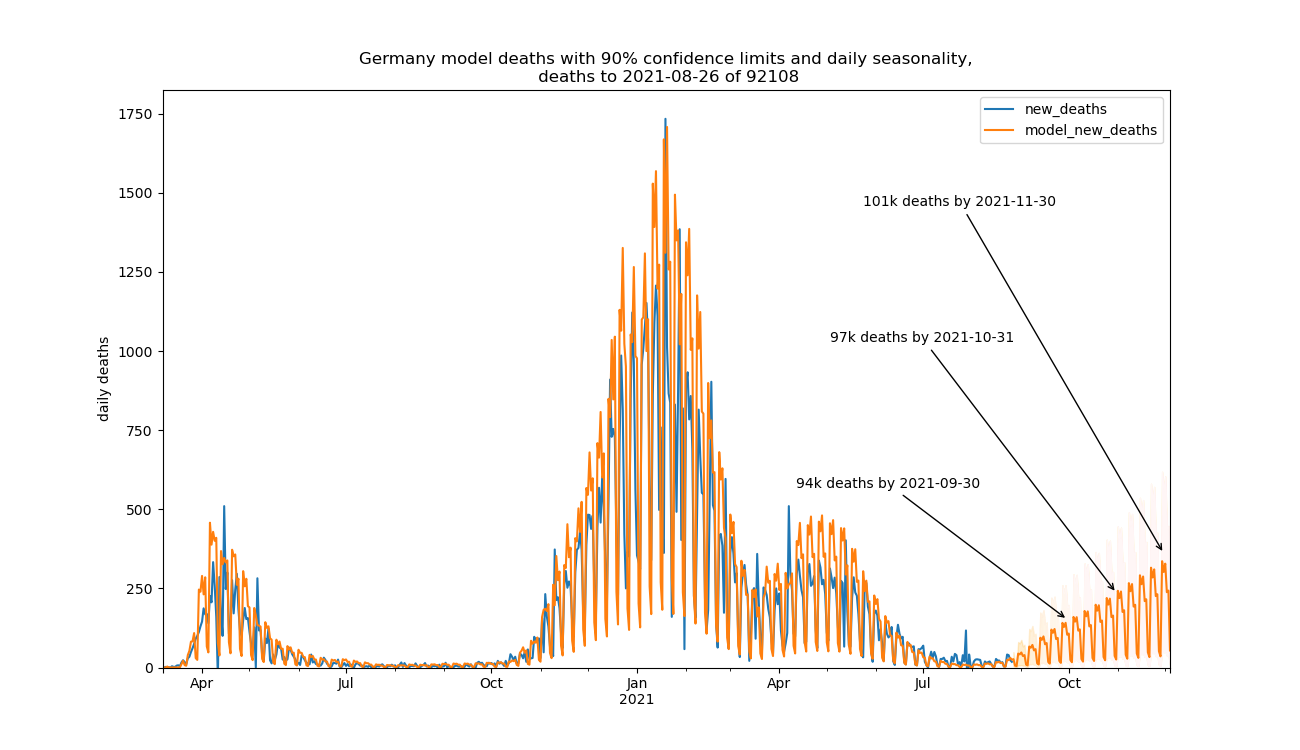 Germany model deaths with 90% confidence limits and daily seasonality,
deaths to 2021-08-26 of 92108
new_deaths
model_new_deaths
daily deaths
1750
1500
1250
1000
750
500
250
0
101k deaths by 2021-11-30
97k deaths by 2021-10-31
94k deaths by 2021-09-30
Apr
Jul
Oct
Jan
2021
Apr
Jul
Oct